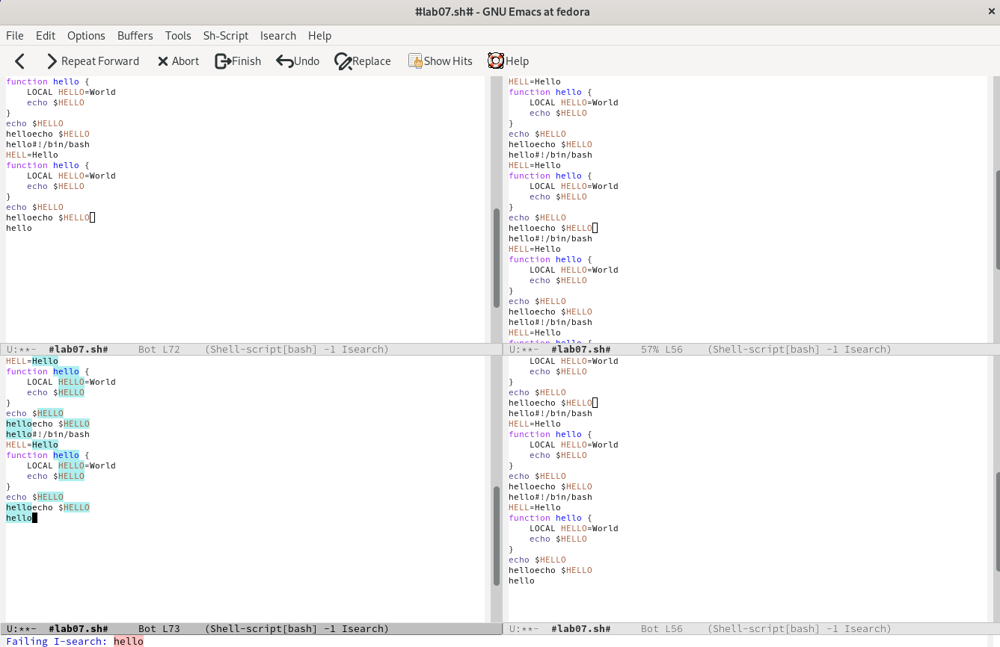 #lab07.sh# - GNU Emacs at fedora
File Edit Options Buffers Tools Sh-Script Isearch Help
Repeat Forward Abort Finish Undo Replace Show Hits Help
function hello {
    LOCAL HELLO=World
    echo $HELLO
}
echo $HELLO
helloecho $HELLO
hello#!/bin/bash
HELL=Hello
function hello {
    LOCAL HELLO=World
    echo $HELLO
}
echo $HELLO
helloecho $HELLO
hello
U:**-  #lab07.sh#     Bot L72    (Shell-script[bash] -1 Isearch)
HELL=Hello
function hello {
    LOCAL HELLO=World
    echo $HELLO
}
echo $HELLO
helloecho $HELLO
hello#!/bin/bash
HELL=Hello
function hello {
    LOCAL HELLO=World
    echo $HELLO
}
echo $HELLO
helloecho $HELLO
hello#!/bin/bash
HELL=Hello
function hello {
    LOCAL HELLO=World
    echo $HELLO
}
echo $HELLO
helloecho $HELLO
hello#!/bin/bash
HELL=Hello
function hello {
U:**-  #lab07.sh#     57% L56    (Shell-script[bash] -1 Isearch)
HELL=Hello
function hello {
    LOCAL HELLO=World
    echo $HELLO
}
echo $HELLO
helloecho $HELLO
hello#!/bin/bash
HELL=Hello
function hello {
    LOCAL HELLO=World
    echo $HELLO
}
echo $HELLO
helloecho $HELLO
hello
U:**-  #lab07.sh#     Bot L73    (Shell-script[bash] -1 Isearch)
    LOCAL HELLO=World
    echo $HELLO
}
echo $HELLO
helloecho $HELLO
hello#!/bin/bash
HELL=Hello
function hello {
    LOCAL HELLO=World
    echo $HELLO
}
echo $HELLO
helloecho $HELLO
hello#!/bin/bash
HELL=Hello
function hello {
    LOCAL HELLO=World
    echo $HELLO
}
echo $HELLO
helloecho $HELLO
hello
U:**-  #lab07.sh#     Bot L56    (Shell-script[bash] -1 Isearch)
Failing I-search: hello